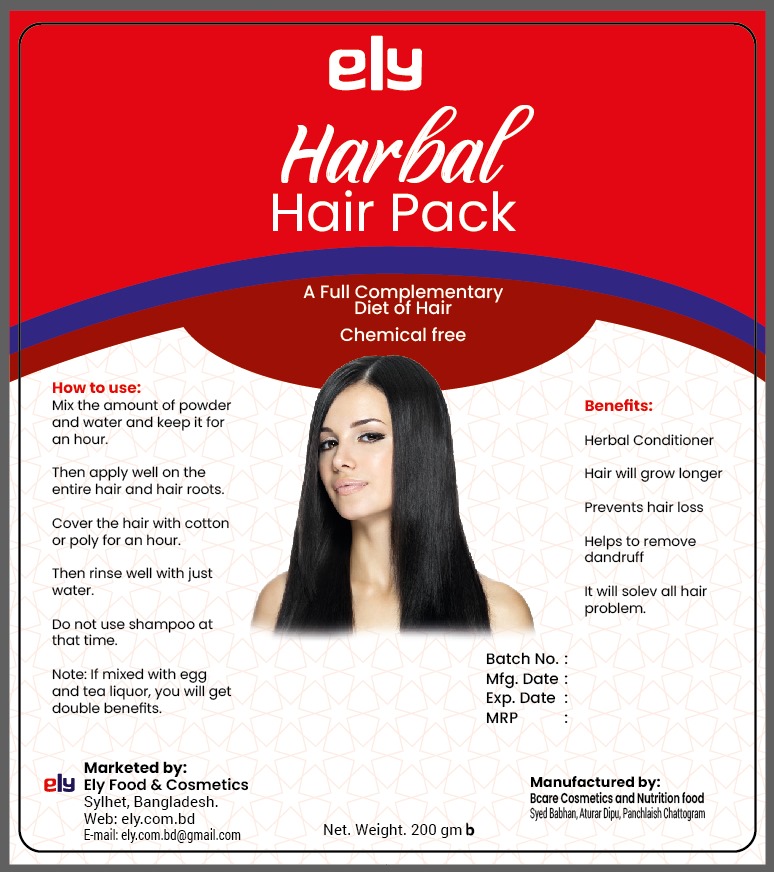 ely
Harbal
Hair Pack
A Full Complementary
Diet of Hair
Chemical free
How to use:
Mix the amount of powder
and water and keep it for
an hour.
Then apply well on the
entire hair and hair roots.
Cover the hair with cotton
or poly for an hour.
Then rinse well with just
water.
Do not use shampoo at
that time.
Note: If mixed with egg
and tea liquor, you will get
double benefits.
Benefits:
Herbal Conditioner
Hair will grow longer
Prevents hair loss
Helps to remove
dandruff
It will solev all hair
problem.
Batch No. :
Mfg. Date :
Exp. Date :
MRP :
ely
Marketed by:
Ely Food & Cosmetics
Sylhet, Bangladesh.
Web: ely.com.bd
E-mail: ely.com.bd@gmail.com
Net. Weight. 200 gm b
Manufactured by:
Bcare Cosmetics and Nutrition food
Syed Babhan, Aturar Dipu, Panchlaish Chattogram